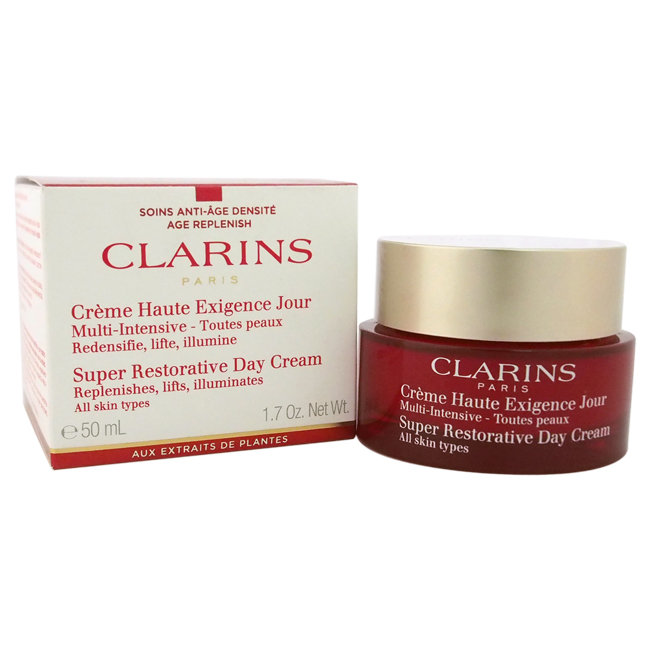 SOINS ANTI-ÂGE DENSITÉ
AGE REPLENISH
CLARINS
PARIS
Crème Haute Exigence Jour
Multi-Intensive - Toutes peaux
Redensifie, lifte, illumine
Super Restorative Day Cream
Replenishes, lifts, illuminates
All skin types
℮50 mL 1.7 Oz. Net Wt.
AUX EXTRAITS DE PLANTES
CLARINS
PARIS
Crème Haute Exigence Jour
Multi-Intensive - Toutes peaux
Super Restorative Day Cream
All skin types